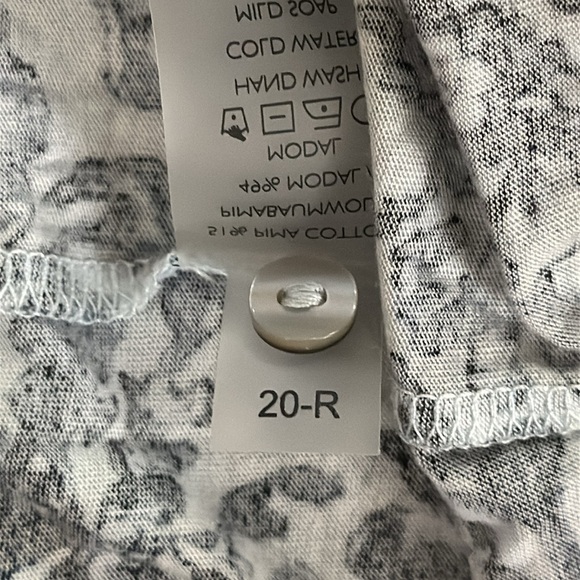 51% PIMA COTTO
PIMABAUMWOL
49% MODAL /
MODAL
HAND WASH
COLD WATER
MILD SOAP
20-R